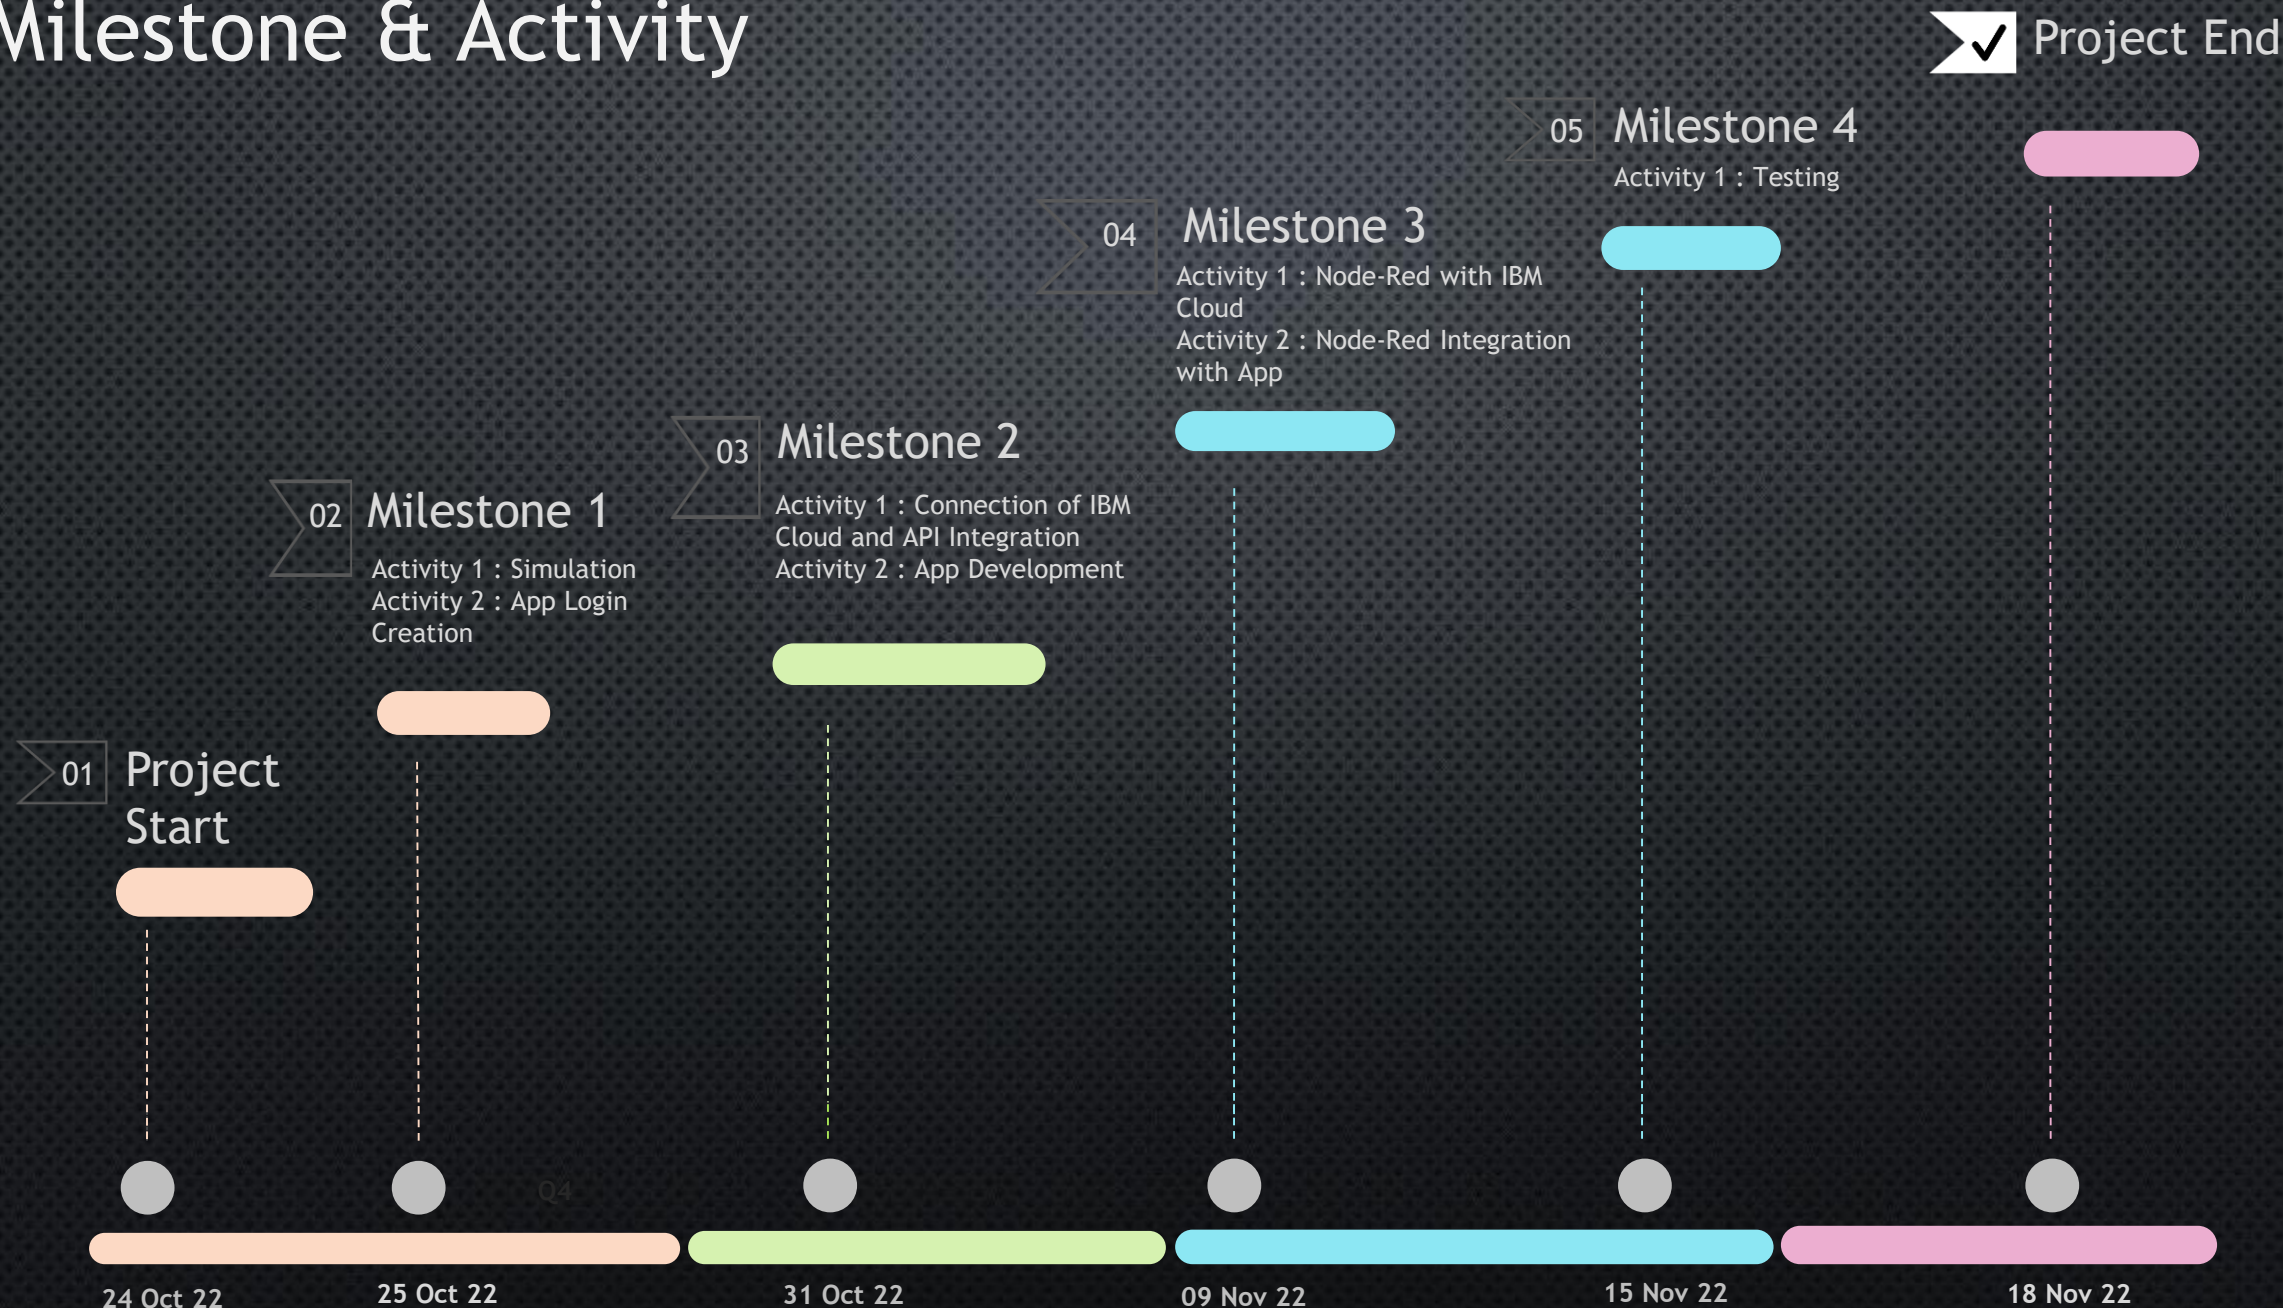 Milestone & Activity
Project End
05
Milestone 4
Activity 1 : Testing
04
Milestone 3
Activity 1 : Node-Red with IBM
Cloud
Activity 2 : Node-Red Integration
with App
03
Milestone 2
Activity 1 : Connection of IBM
Cloud and API Integration
Activity 2 : App Development
02
Milestone 1
Activity 1 : Simulation
Activity 2 : App Login
Creation
01
Project
Start
Q4
24 Oct 22
25 Oct 22
31 Oct 22
09 Nov 22
15 Nov 22
18 Nov 22